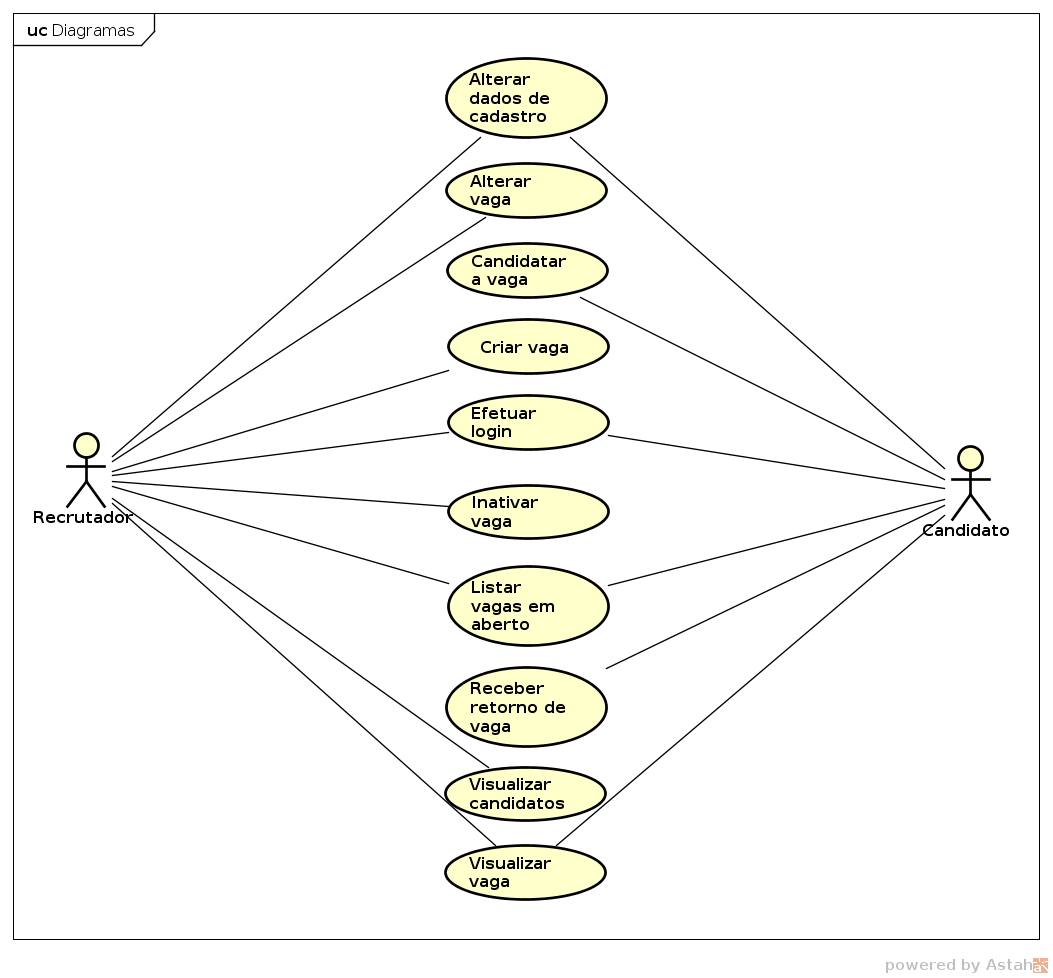 uc Diagramas
Alterar
dados de
cadastro
Alterar
vaga
Candidatar
a vaga
Criar vaga
Efetuar
login
Recrutador
Inativar
vaga
Candidato
Listar
vagas em
aberto
Receber
retorno de
vaga
Visualizar
candidatos
Visualizar
vaga
powered by Astah